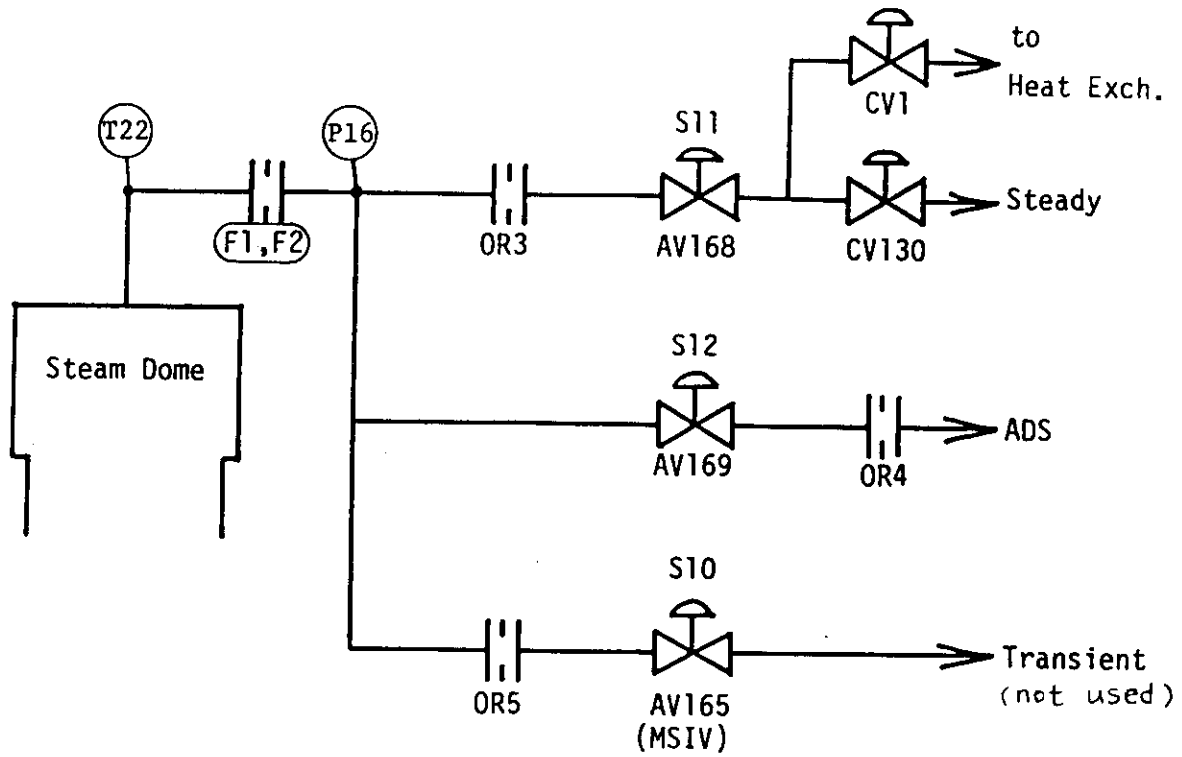 to
Heat Exch.
CV1
T22
P16
S11
F1,F2
OR3
AV168
CV130
Steady
Steam Dome
S12
AV169
OR4
ADS
S10
OR5
AV165
(MSIV)
Transient
(not used)